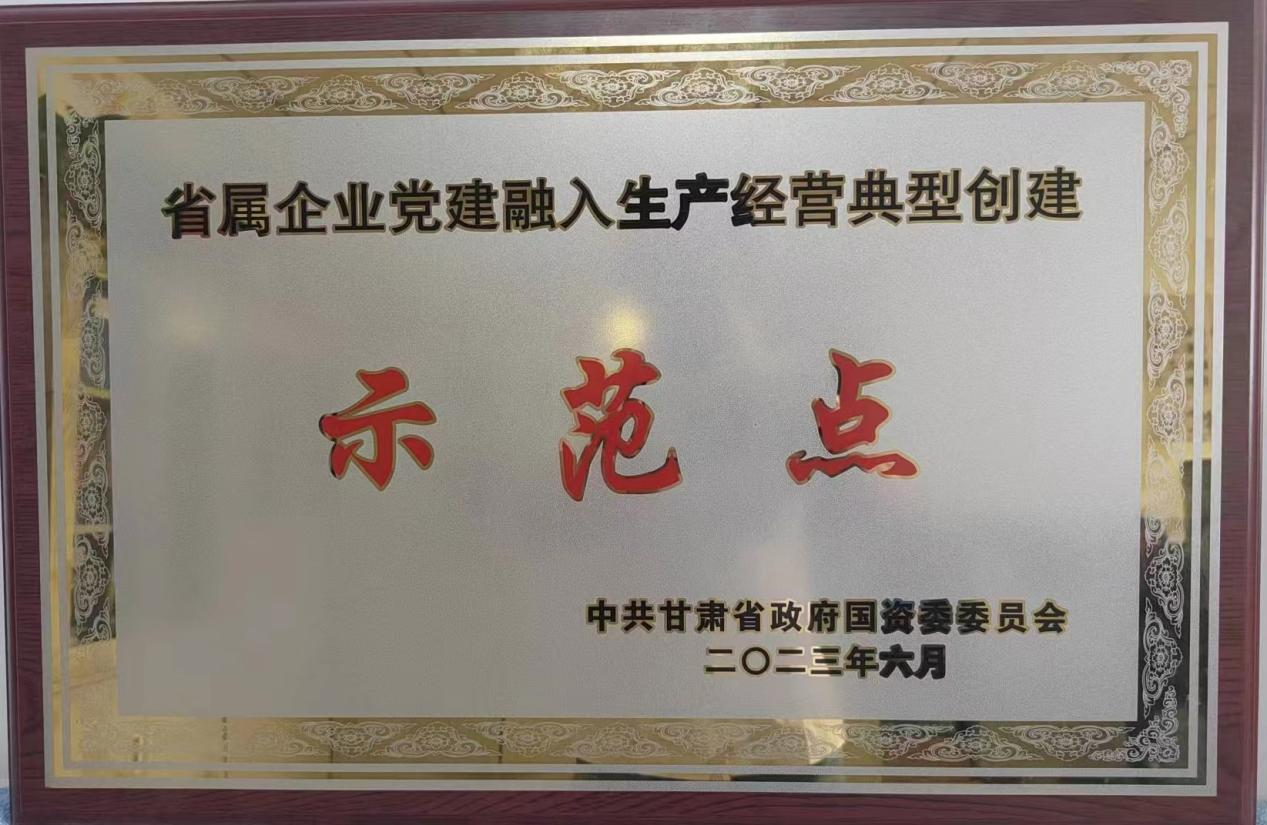 省属企业党建融入生产经营典型创建
示范点
中共甘肃省政府国资委委员会
二〇二三年六月